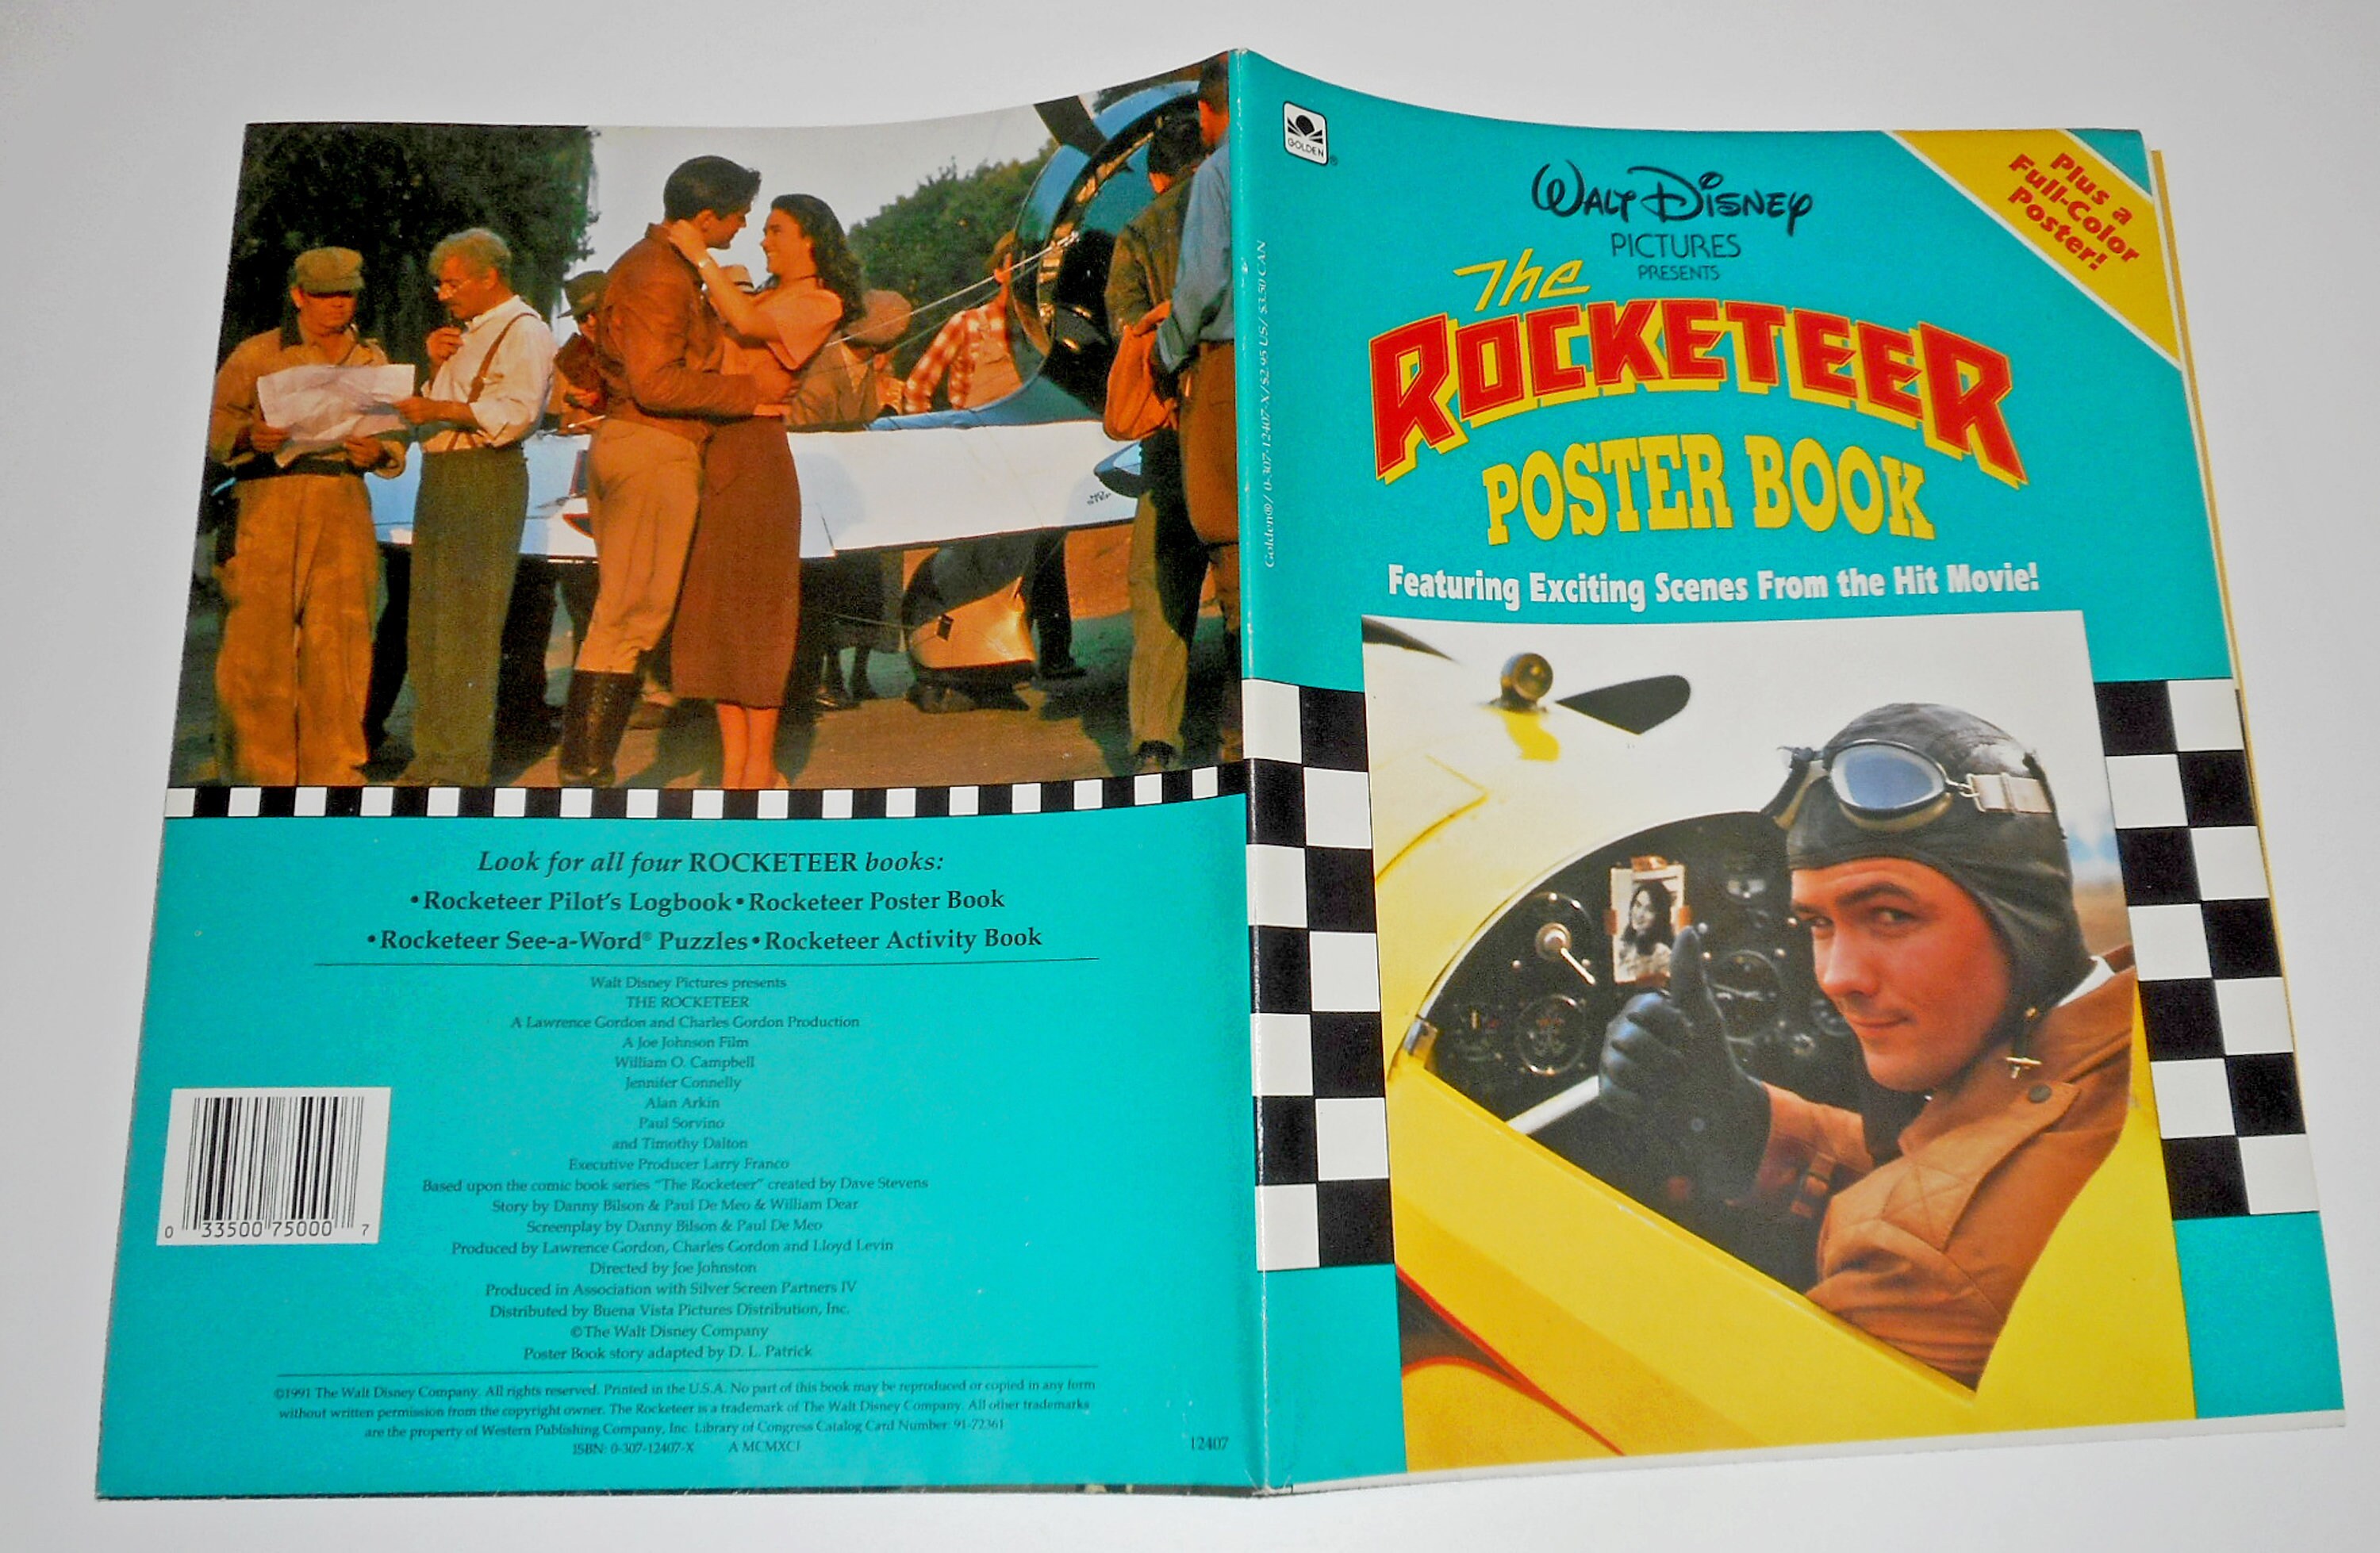 Look for all four ROCKETEER books:
•Rocketeer Pilot's Logbook•Rocketeer Poster Book
•Rocketeer See-a-Word® Puzzles•Rocketeer Activity Book
Walt Disney Pictures presents
THE ROCKETEER
A Lawrence Gordon and Charles Gordon Production
A Joe Johnson Film
William O. Campbell
Jennifer Connelly
Alan Arkin
Paul Sorvino
and Timothy Dalton
Executive Producer Larry Franco
Based upon the comic book series "The Rocketeer" created by Dave Stevens
Story by Danny Bilson & Paul De Meo & William Dear
Screenplay by Danny Bilson & Paul De Meo
Produced by Lawrence Gordon, Charles Gordon and Lloyd Levin
Directed by Joe Johnston
Produced in Association with Silver Screen Partners IV
Distributed by Buena Vista Pictures Distribution, Inc.
©The Walt Disney Company
Poster Book story adapted by D. L. Patrick
©1991 The Walt Disney Company. All rights reserved. Printed in the U.S.A. No part of this book may be reproduced or copied in any form
without written permission from the copyright owner. The Rocketeer is a trademark of The Walt Disney Company. All other trademarks
are the property of Western Publishing Company, Inc. Library of Congress Catalog Card Number: 91-72361
ISBN: 0-307-12407-X A MCMXCI
12407
0 33500 75000 7
NO
STEP
Golden®/ 0-307-12407-X/$2.95 US/ $3.50 CAN
GOLDEN®
WALT DISNEY
PICTURES
PRESENTS
The
ROCKETEER
POSTER BOOK
Featuring Exciting Scenes From the Hit Movie!
Plus a
Full-Color
Poster!